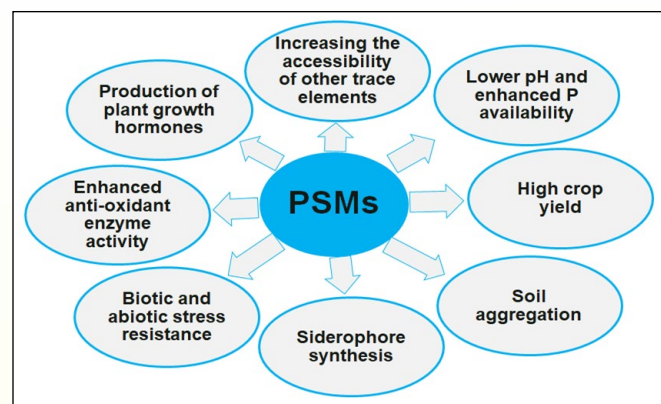 Increasing the
accessibility
of other trace
elements
Lower pH and
enhanced P
availability
Production of
plant growth
hormones
PSMs
High crop
yield
Enhanced
anti-oxidant
enzyme
activity
Biotic and
abiotic stress
resistance
Siderophore
synthesis
Soil
aggregation